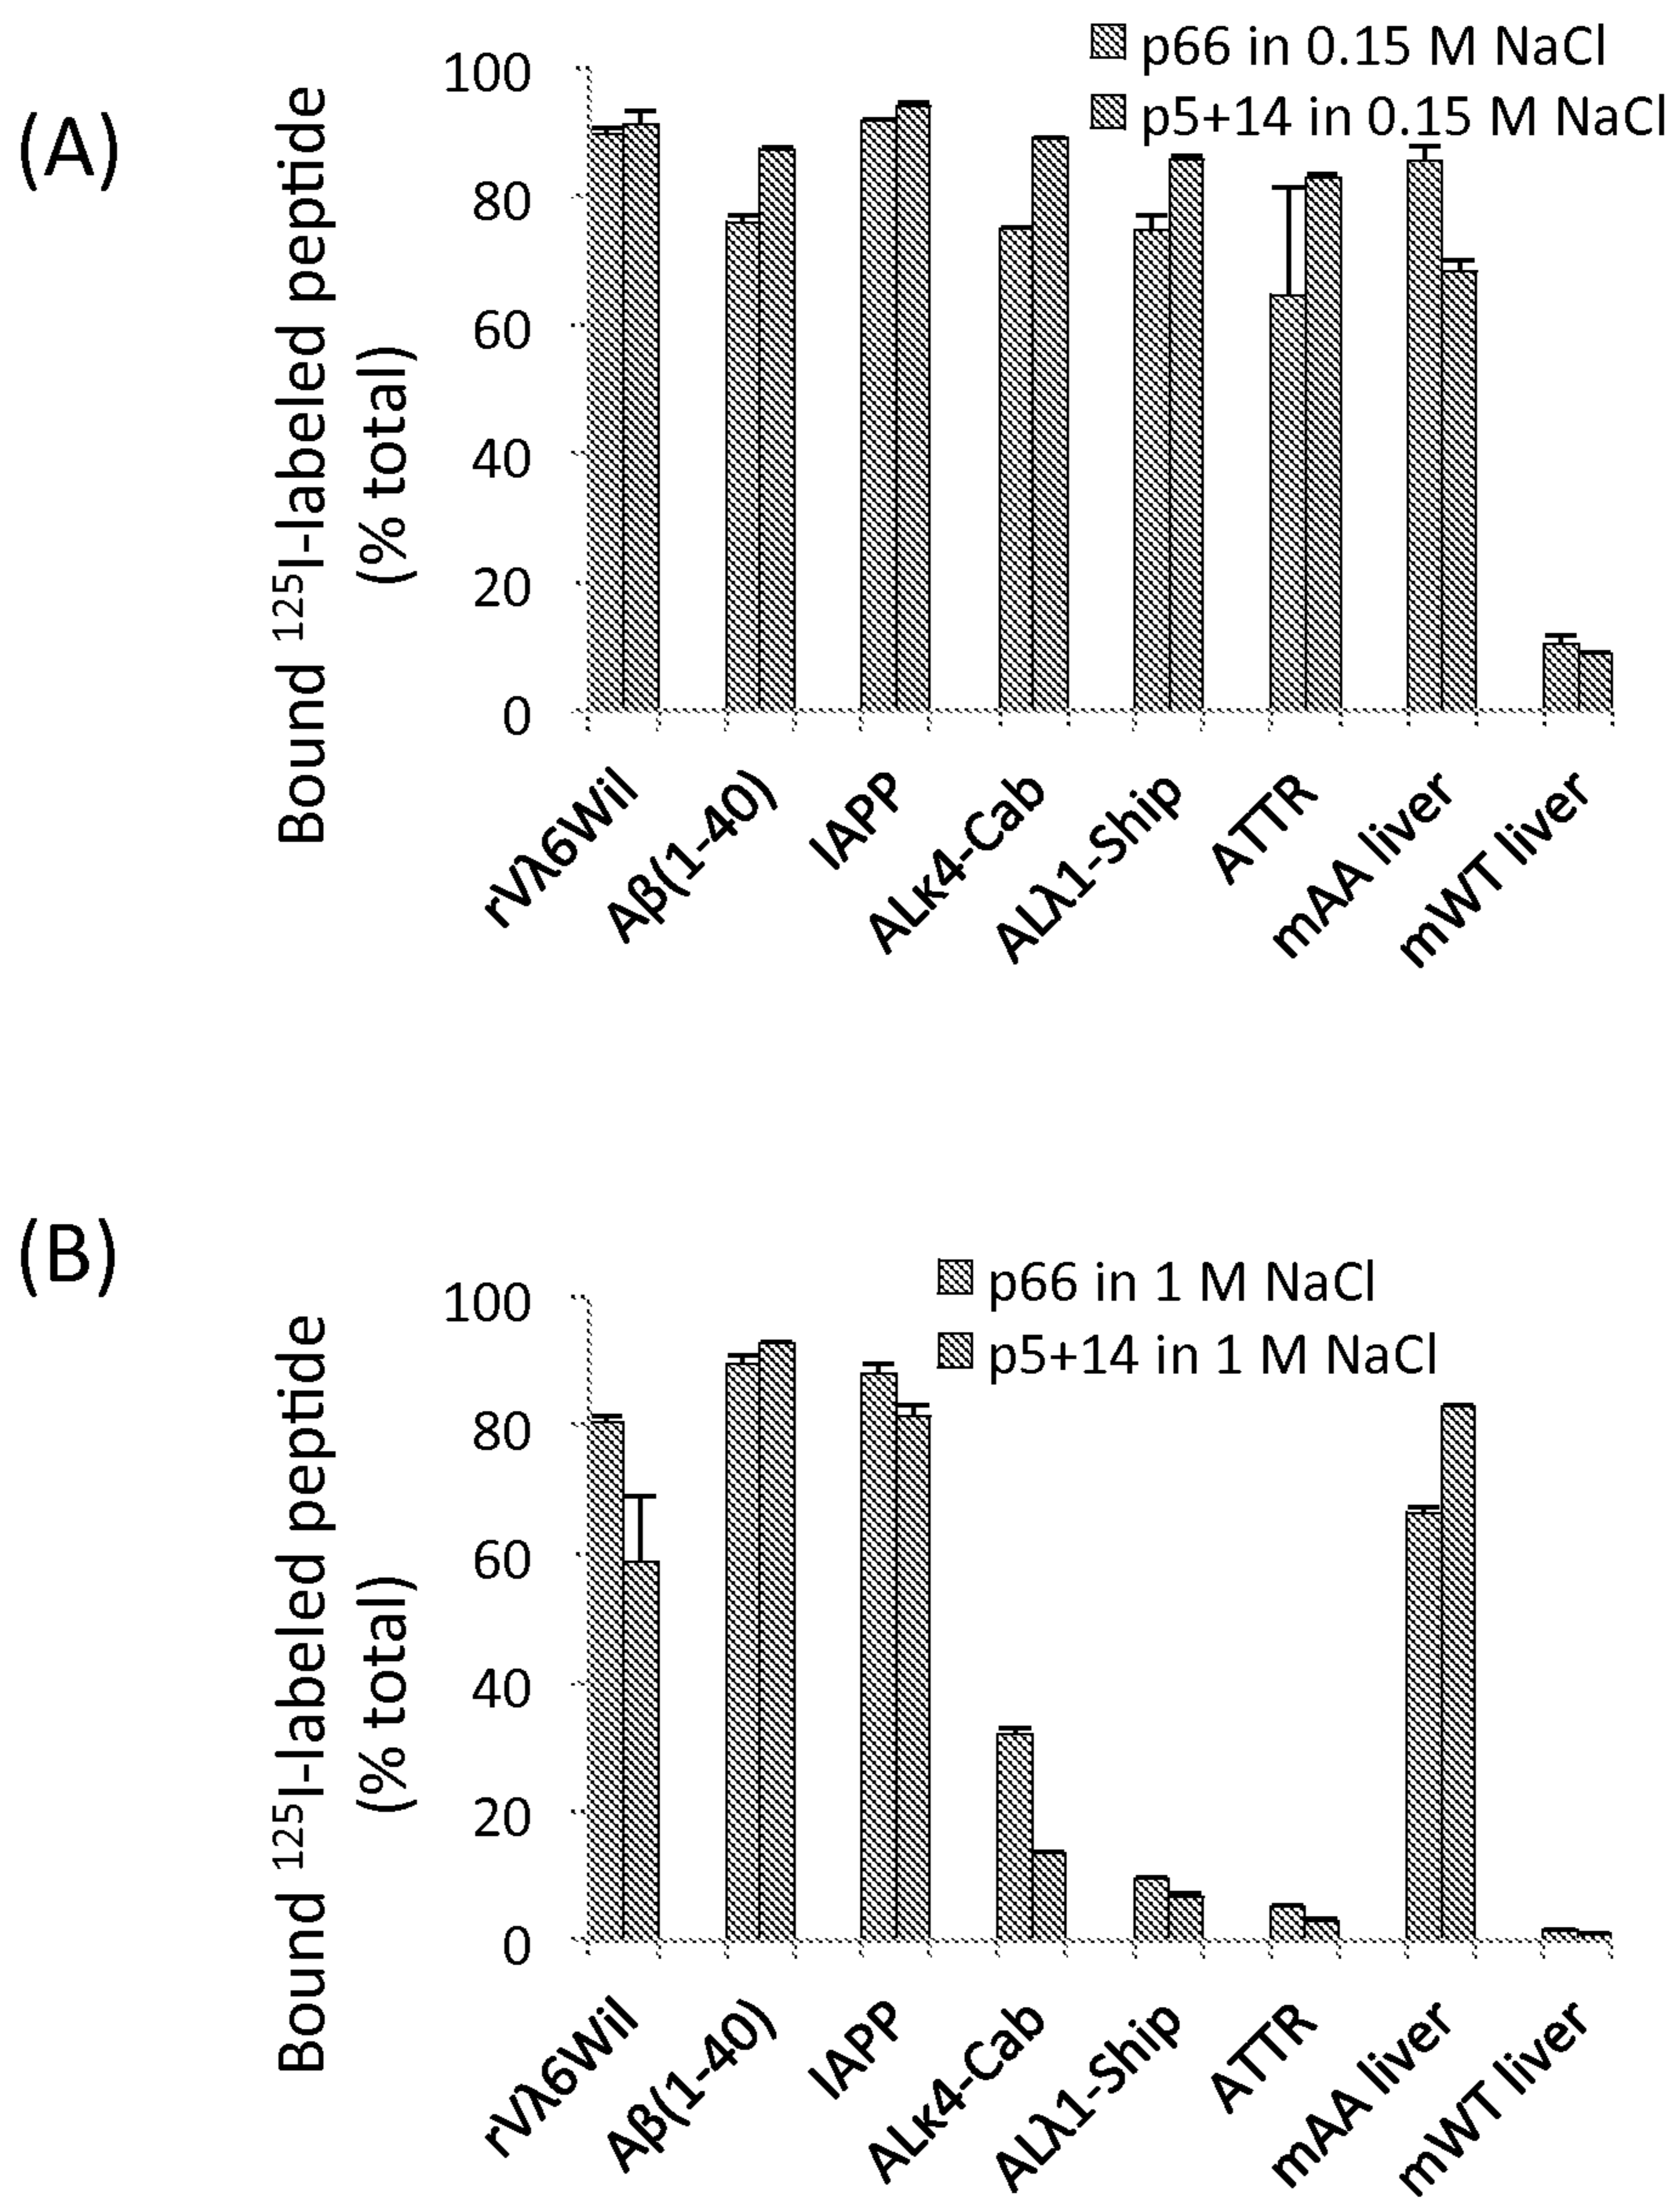 (A)
p66 in 0.15 M NaCl
p5+14 in 0.15 M NaCl
Bound ¹²⁵I-labeled peptide
(% total)
100
80
60
40
20
0
rVλ6Wil
Aβ(1-40)
IAPP
ALκ4-Cab
ALλ1-Ship
ATTR
mAA liver
mWT liver
(B)
p66 in 1 M NaCl
p5+14 in 1 M NaCl
Bound ¹²⁵I-labeled peptide
(% total)
100
80
60
40
20
0
rVλ6Wil
Aβ(1-40)
IAPP
ALκ4-Cab
ALλ1-Ship
ATTR
mAA liver
mWT liver